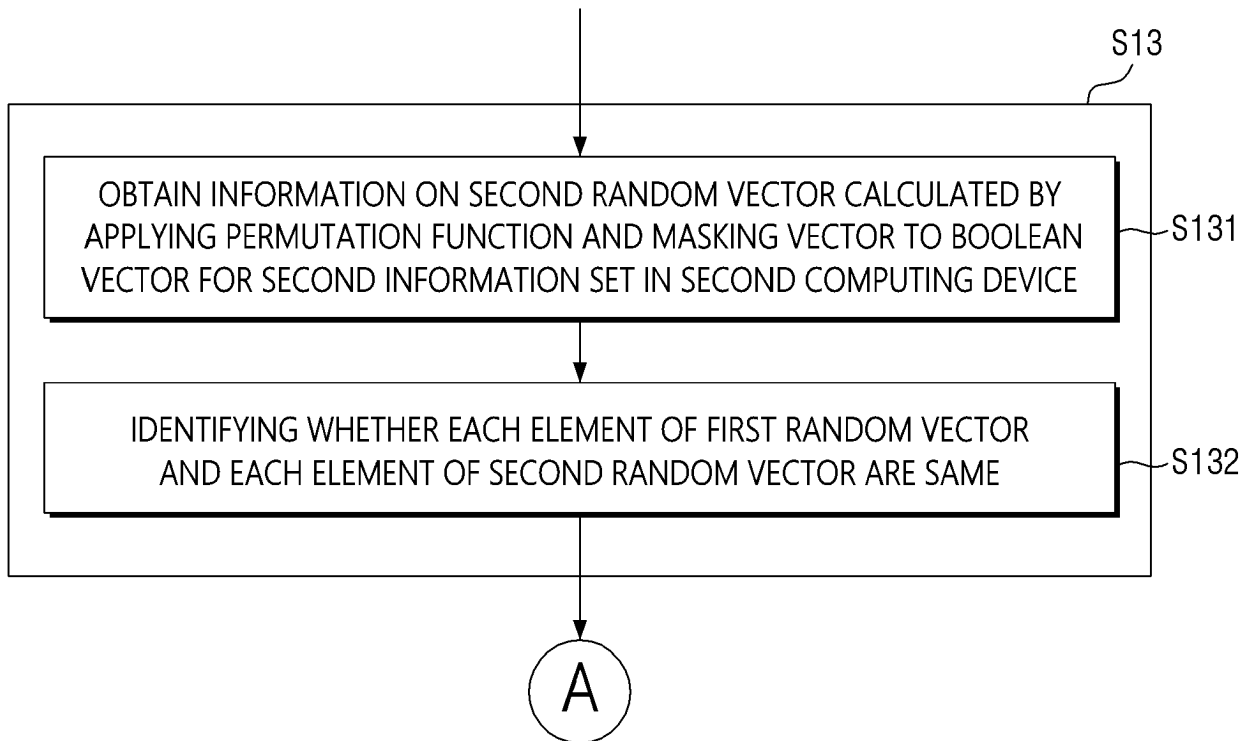 S13
OBTAIN INFORMATION ON SECOND RANDOM VECTOR CALCULATED BY
APPLYING PERMUTATION FUNCTION AND MASKING VECTOR TO BOOLEAN
VECTOR FOR SECOND INFORMATION SET IN SECOND COMPUTING DEVICE
S131
IDENTIFYING WHETHER EACH ELEMENT OF FIRST RANDOM VECTOR
AND EACH ELEMENT OF SECOND RANDOM VECTOR ARE SAME
S132
A